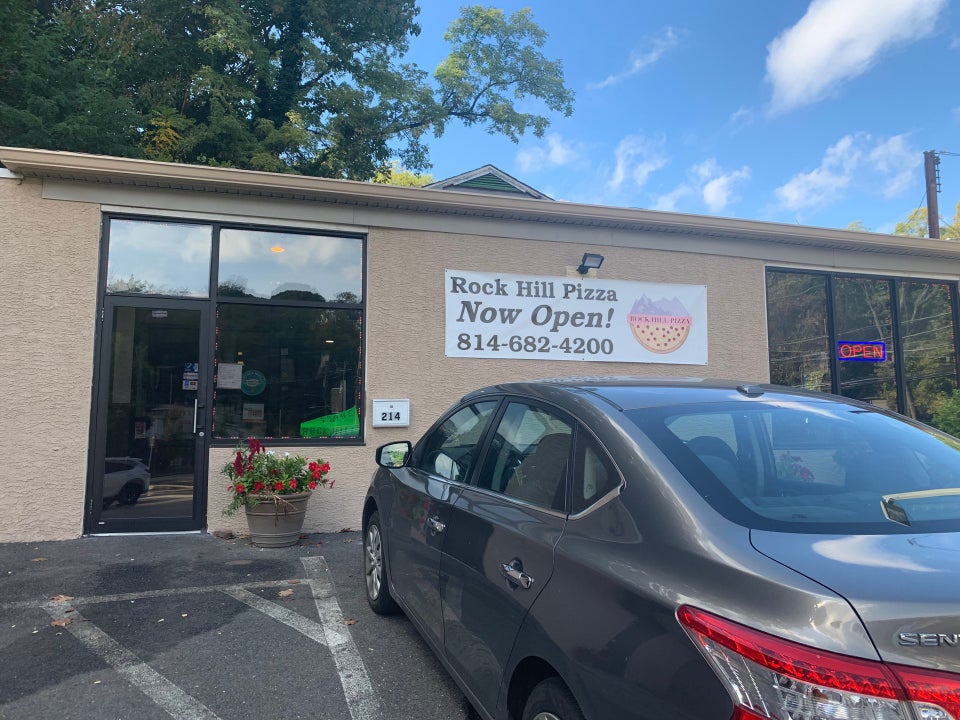 Rock Hill Pizza
Now Open!
814-682-4200
ROCK HILL PIZZA
OPEN
214
SENT